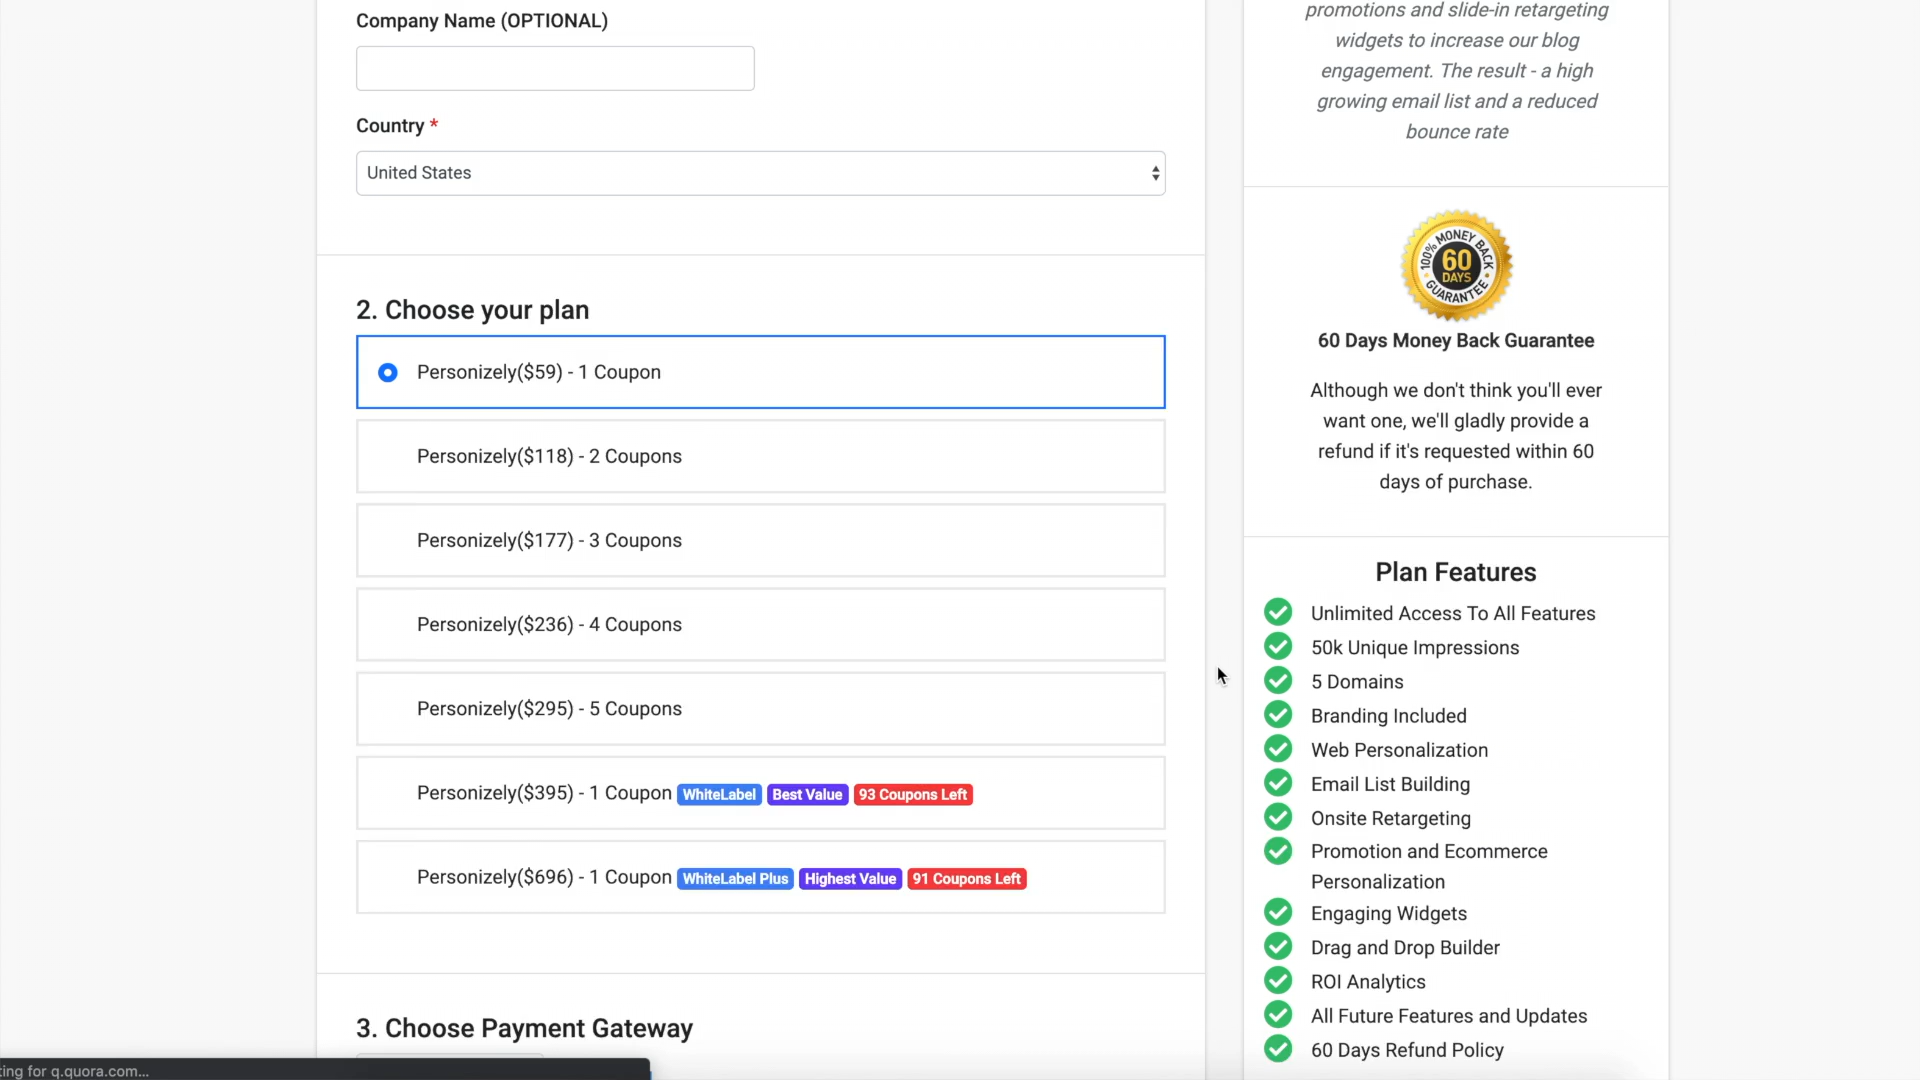 Company Name (OPTIONAL)
Country *
United States
2. Choose your plan
Personizely($59) - 1 Coupon
Personizely($118) - 2 Coupons
Personizely($177) - 3 Coupons
Personizely($236) - 4 Coupons
Personizely($295) - 5 Coupons
Personizely($395) - 1 Coupon WhiteLabel Best Value 93 Coupons Left
Personizely($696) - 1 Coupon WhiteLabel Plus Highest Value 91 Coupons Left
3. Choose Payment Gateway
promotions and slide-in retargeting
widgets to increase our blog
engagement. The result - a high
growing email list and a reduced
bounce rate
100% MONEY BACK
60
DAYS
GUARANTEE
60 Days Money Back Guarantee
Although we don't think you'll ever
want one, we'll gladly provide a
refund if it's requested within 60
days of purchase.
Plan Features
Unlimited Access To All Features
50k Unique Impressions
5 Domains
Branding Included
Web Personalization
Email List Building
Onsite Retargeting
Promotion and Ecommerce
Personalization
Engaging Widgets
Drag and Drop Builder
ROI Analytics
All Future Features and Updates
60 Days Refund Policy
ting for q.quora.com...